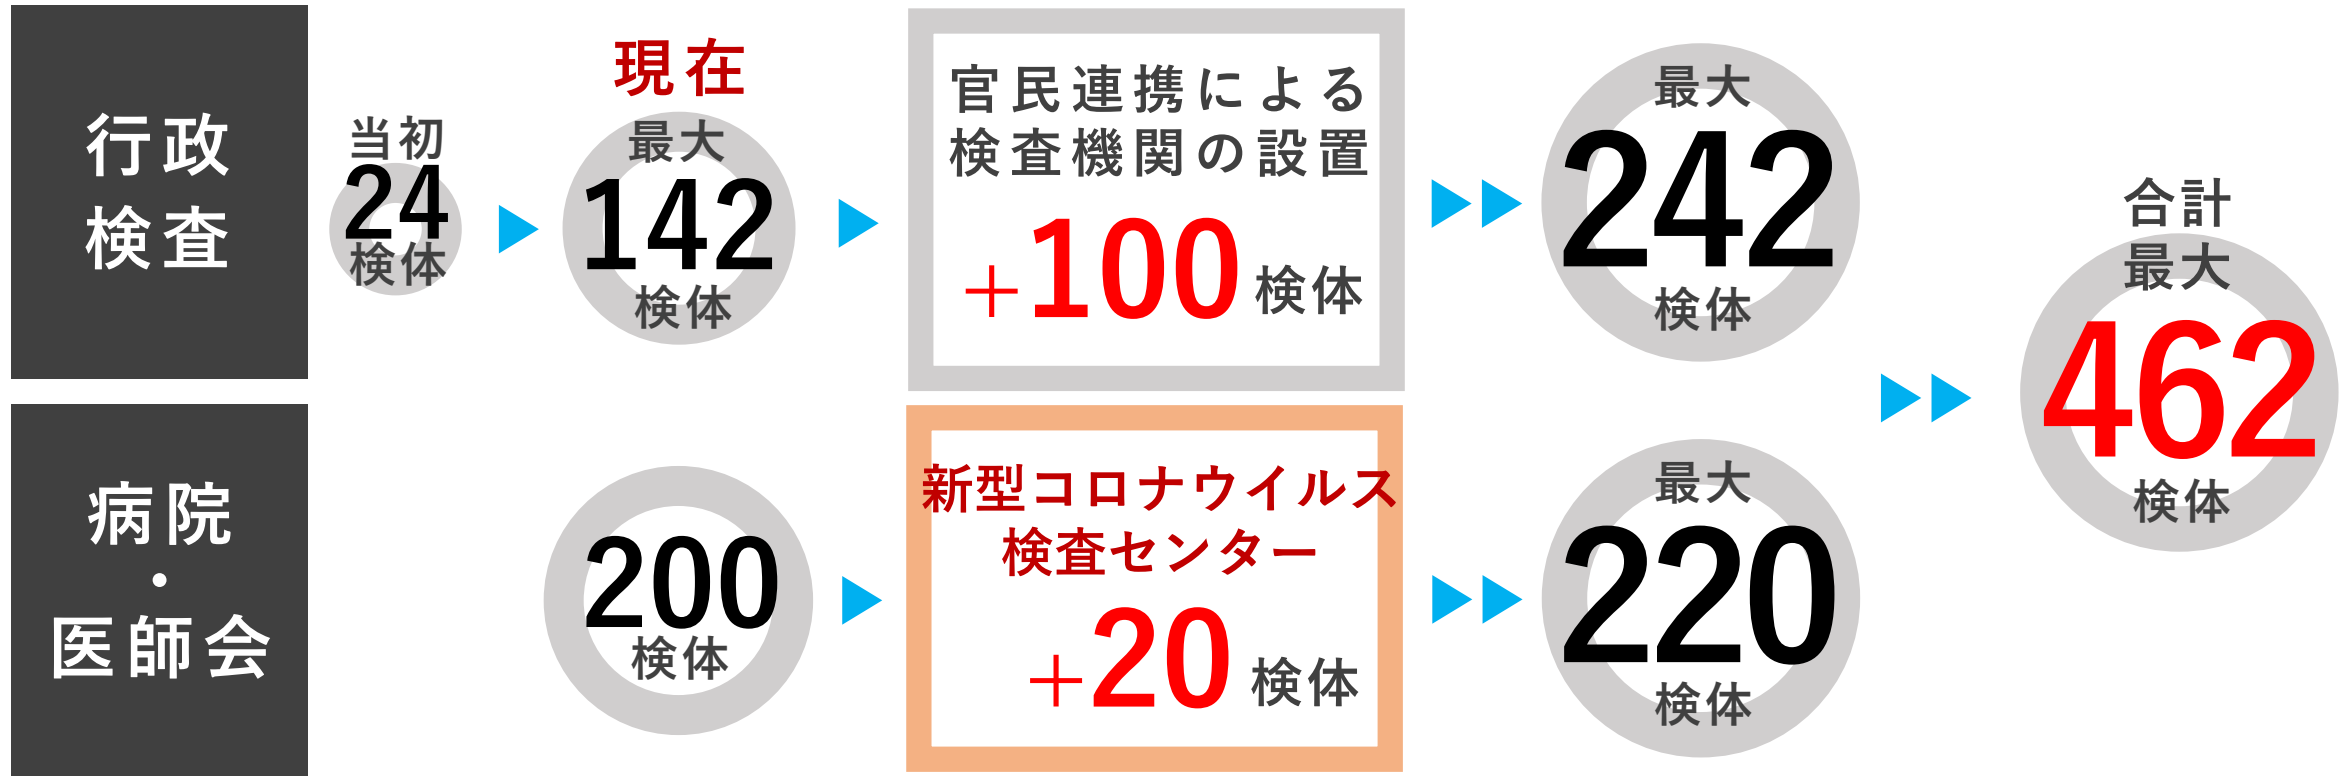 行政
検査
当初
24
検体
現在
最大
142
検体
官民連携による
検査機関の設置
+100 検体
最大
242
検体
病院
・
医師会
200
検体
新型コロナウイルス
検査センター
+20 検体
最大
220
検体
合計
最大
462
検体